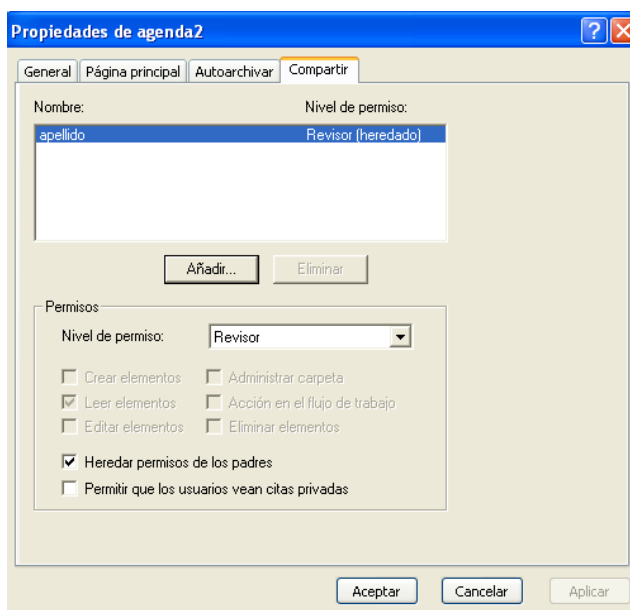 Propiedades de agenda2
General Página principal Autoarchivar Compartir
Nombre: Nivel de permiso:
apellido Revisor (heredado)
Añadir... Eliminar
Permisos
Nivel de permiso: Revisor
Crear elementos Administrar carpeta
Leer elementos Acción en el flujo de trabajo
Editar elementos Eliminar elementos
Heredar permisos de los padres
Permitir que los usuarios vean citas privadas
Aceptar Cancelar Aplicar